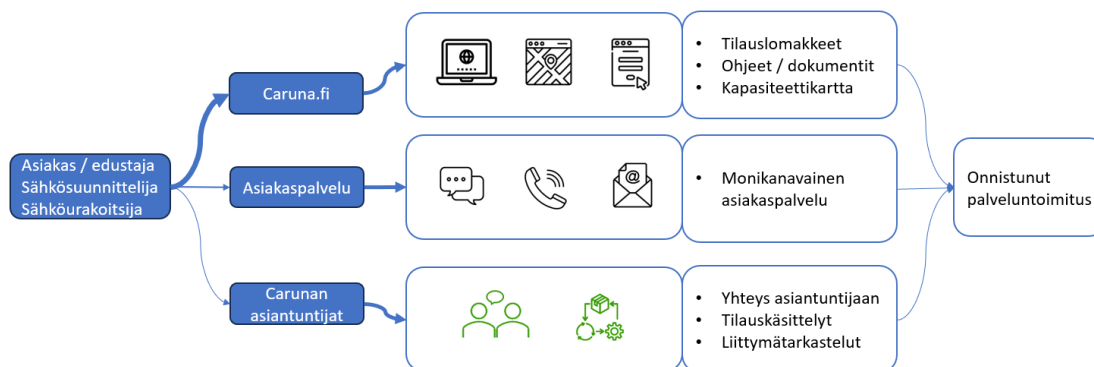 Asiakas / edustaja
Sähkösuunnittelija
Sähköurakoitsija
Caruna.fi
• Tilauslomakkeet
• Ohjeet / dokumentit
• Kapasiteettikartta
Asiakaspalvelu
@
• Monikanavainen
asiakaspalvelu
Carunan
asiantuntijat
• Yhteys asiantuntijaan
• Tilauskäsittelyt
• Liittymätarkastelut
Onnistunut
palveluntoimitus